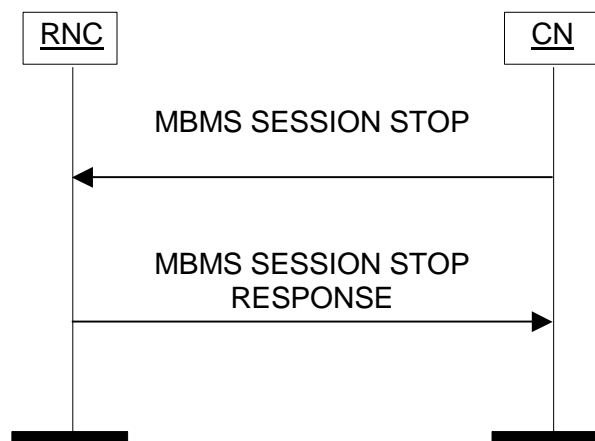 RNC
CN
MBMS SESSION STOP
MBMS SESSION STOP
RESPONSE